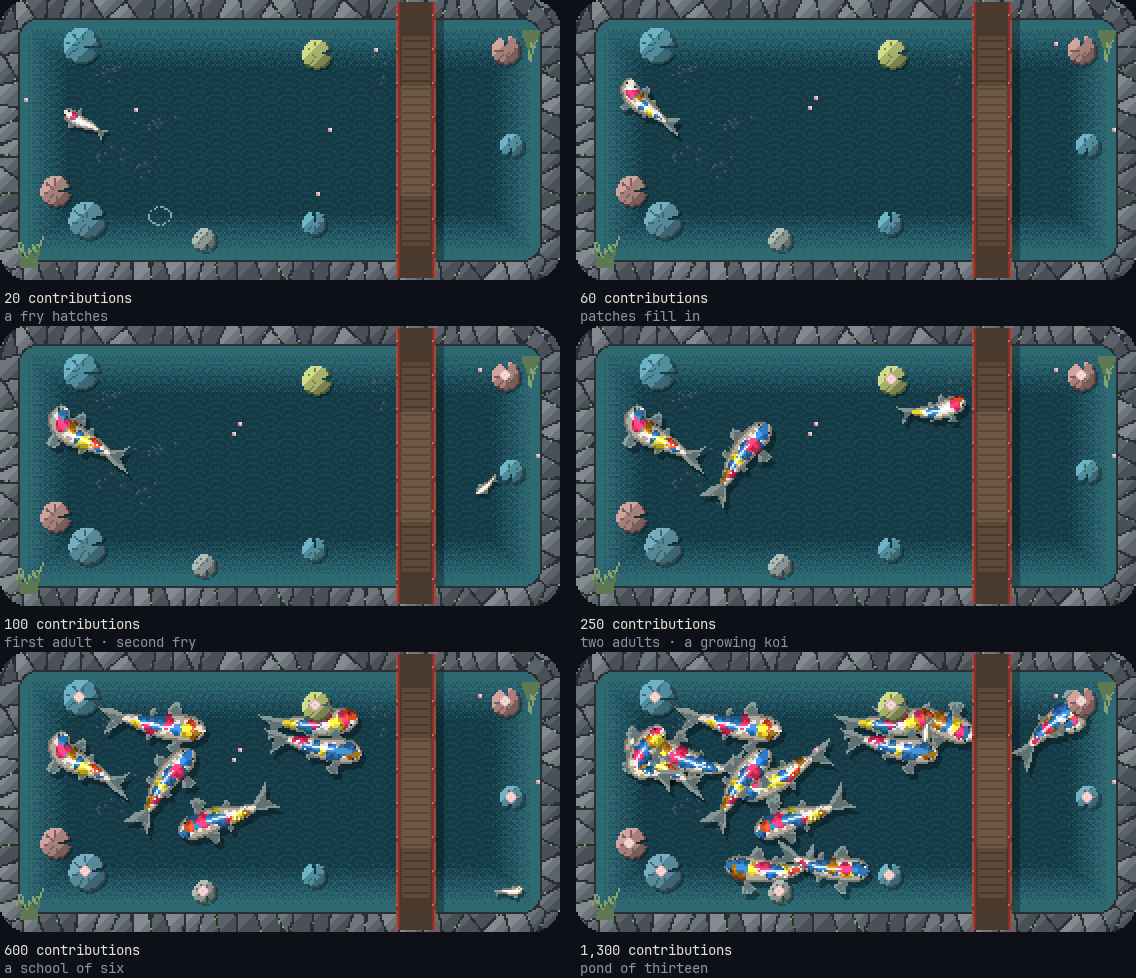 20 contributions
a fry hatches
60 contributions
patches fill in
100 contributions
first adult · second fry
250 contributions
two adults · a growing koi
600 contributions
a school of six
1,300 contributions
pond of thirteen